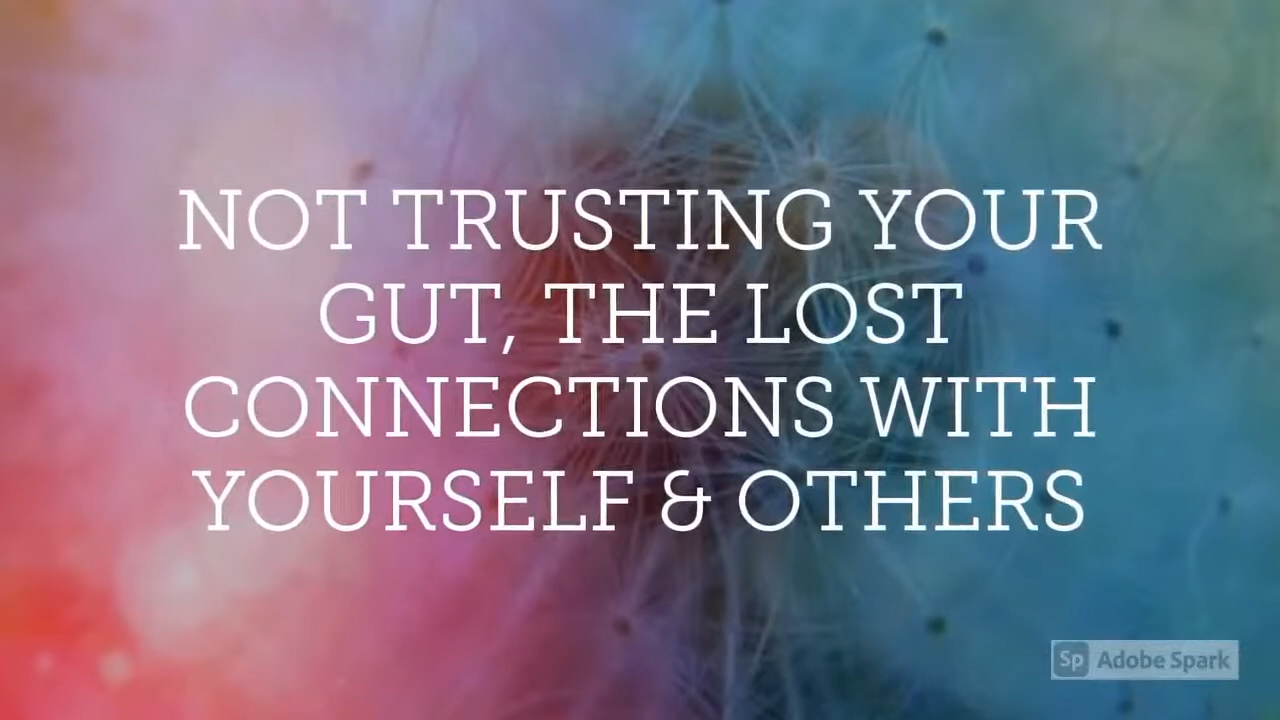 NOT TRUSTING YOUR
GUT, THE LOST
CONNECTIONS WITH
YOURSELF & OTHERS
Sp Adobe Spark